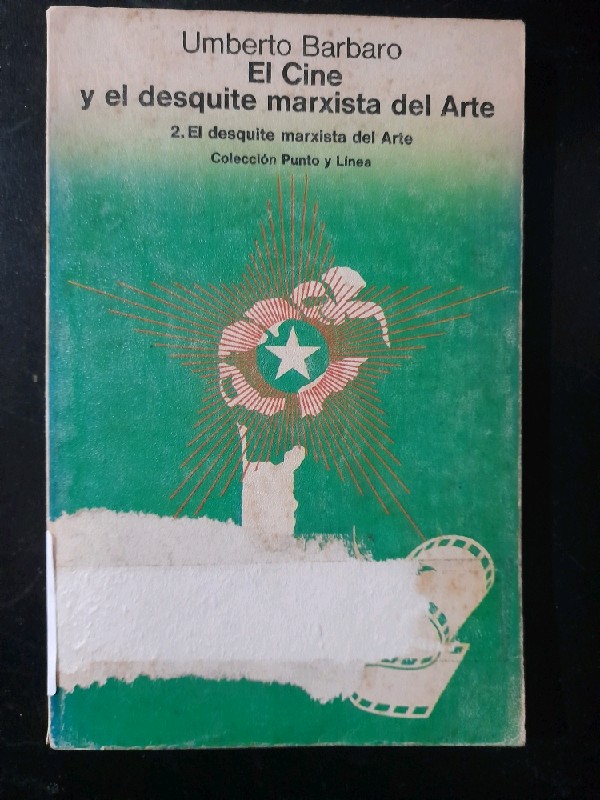 Umberto Barbaro
El Cine
y el desquite marxista del Arte
2. El desquite marxista del Arte
Colección Punto y Línea